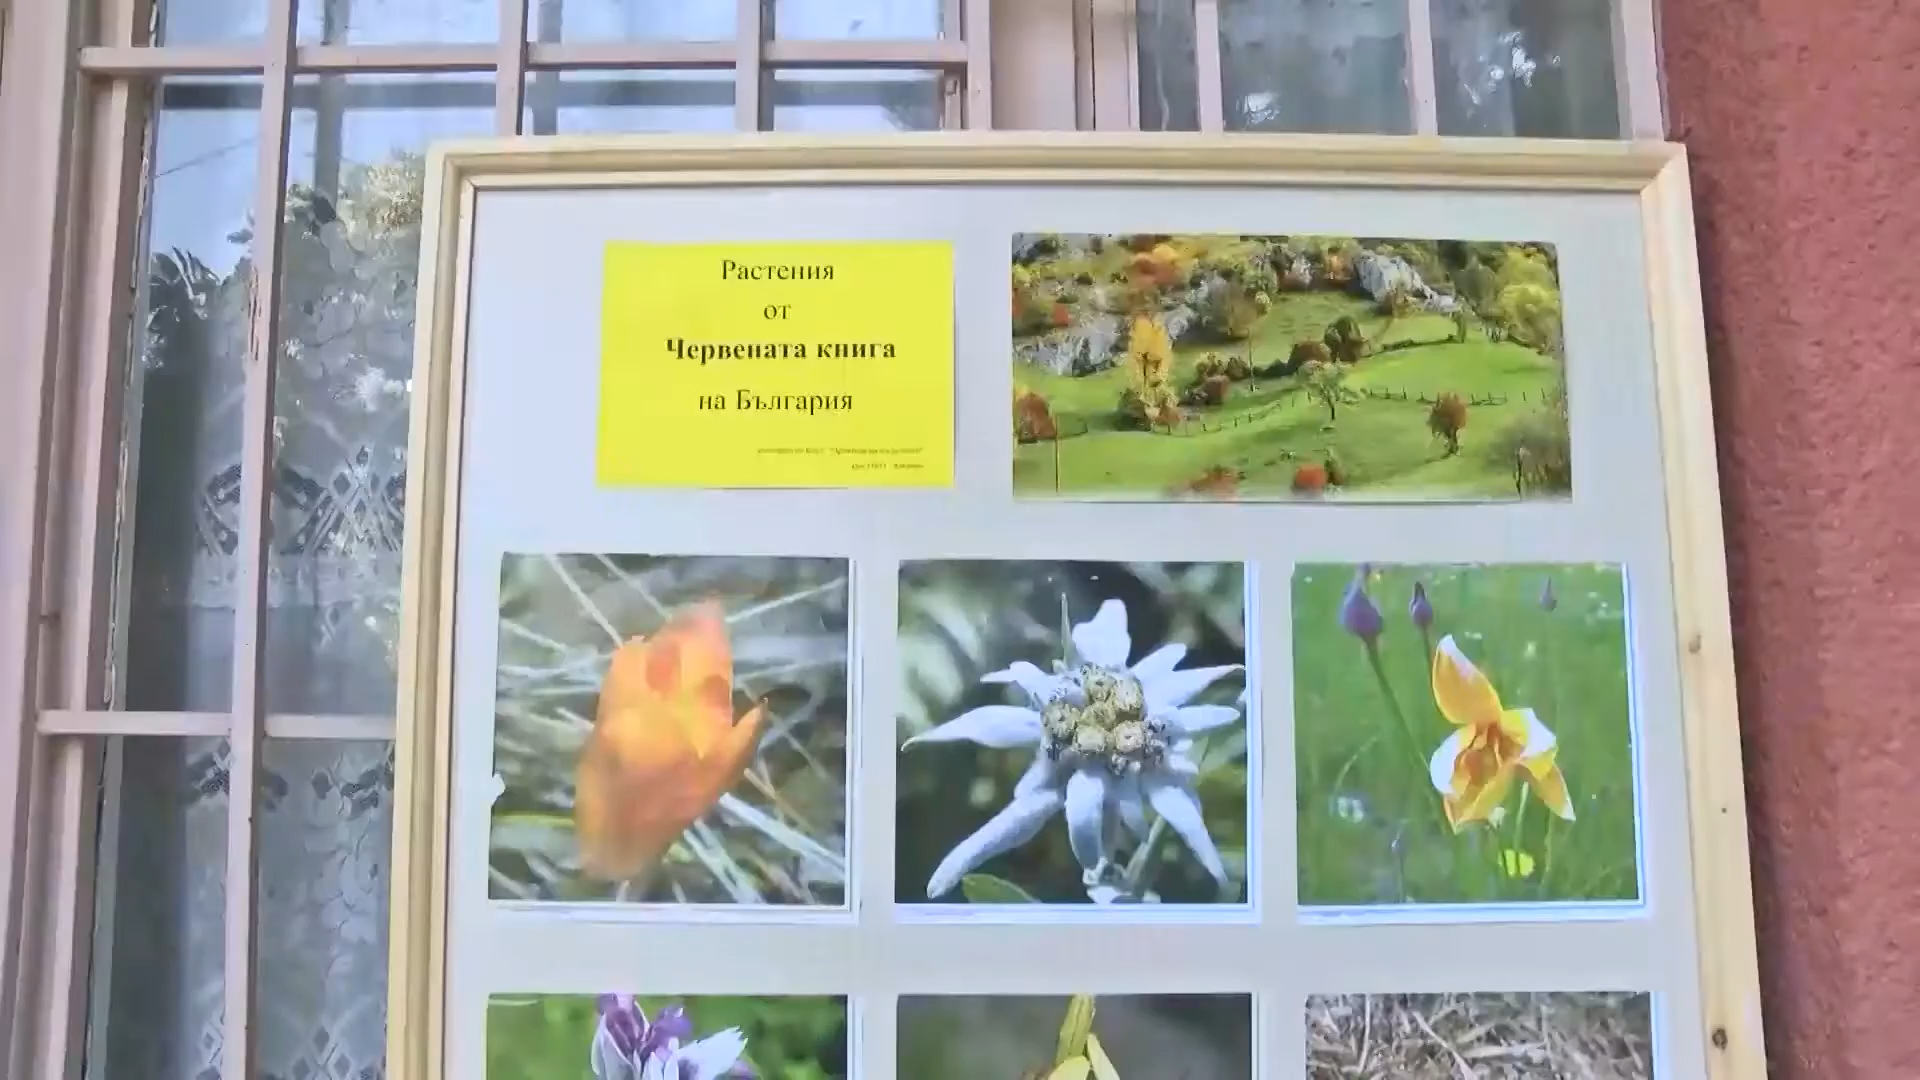 Растения
от
Червената книга
на България